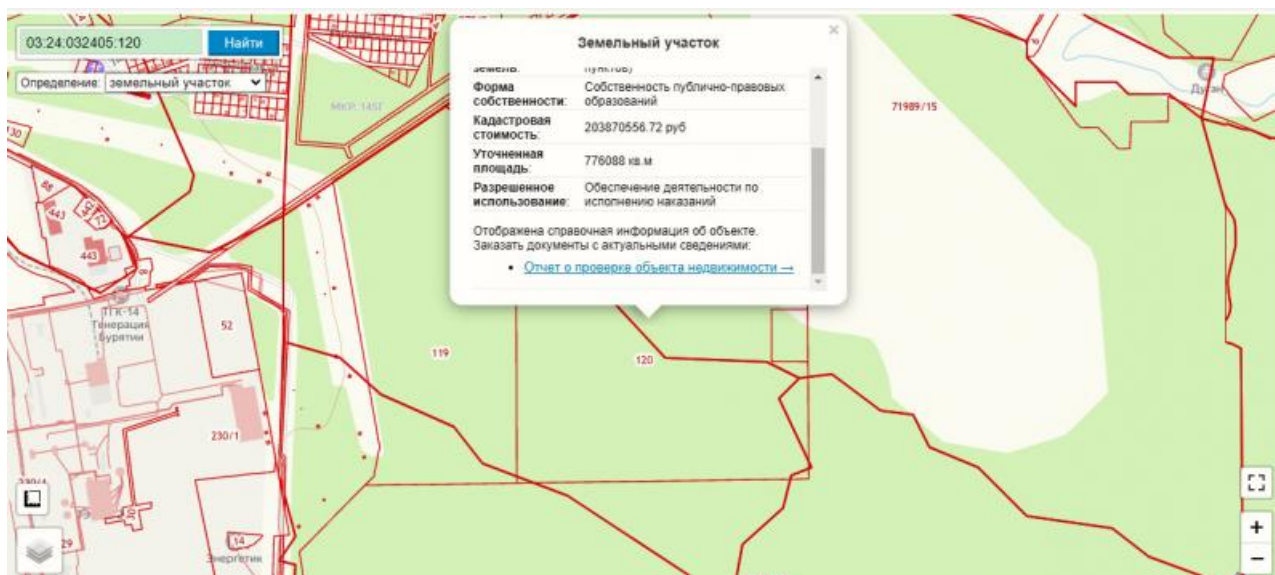 03:24:032405:120
Найти
Определение: земельный участок
Земельный участок
Форма собственности:
Собственность публично-правовых образований
Кадастровая стоимость:
203870556.72 руб
Уточненная площадь:
776088 кв.м
Разрешенное использование:
Обеспечение деятельности по исполнению наказаний
Отображена справочная информация об объекте.
Заказать документы с актуальными сведениями:
Отчет о проверке объекта недвижимости →
МКР. 145Г
71989/15
443
443
ТГК-14
Генерация
Бурятии
52
119
120
230/1
14
Энергетик
+
−